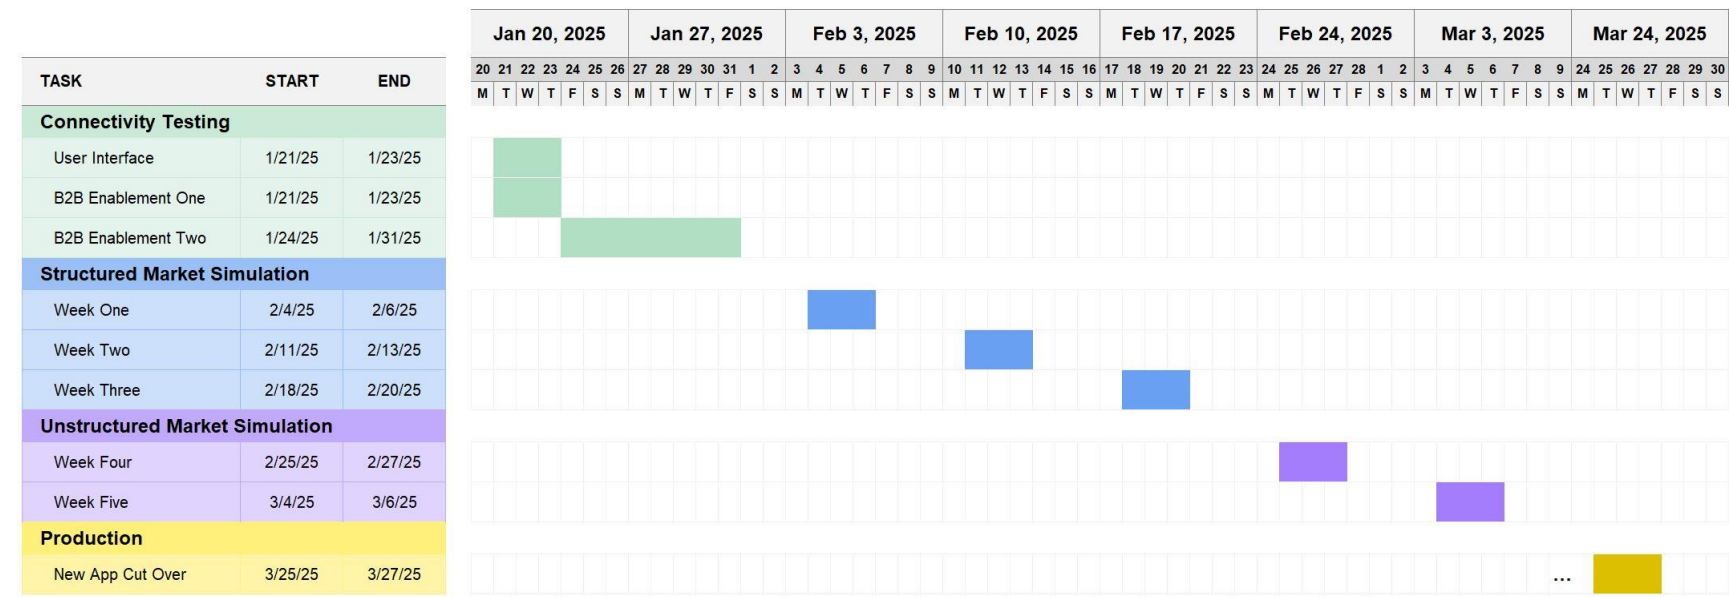 Jan 20, 2025 Jan 27, 2025 Feb 3, 2025 Feb 10, 2025 Feb 17, 2025 Feb 24, 2025 Mar 3, 2025 Mar 24, 2025
TASK START END
20 21 22 23 24 25 26 27 28 29 30 31 1 2 3 4 5 6 7 8 9 10 11 12 13 14 15 16 17 18 19 20 21 22 23 24 25 26 27 28 1 2 3 4 5 6 7 8 9 24 25 26 27 28 29 30
M T W T F S S M T W T F S S M T W T F S S M T W T F S S M T W T F S S M T W T F S S M T W T F S S M T W T F S S
Connectivity Testing
User Interface 1/21/25 1/23/25
B2B Enablement One 1/21/25 1/23/25
B2B Enablement Two 1/24/25 1/31/25
Structured Market Simulation
Week One 2/4/25 2/6/25
Week Two 2/11/25 2/13/25
Week Three 2/18/25 2/20/25
Unstructured Market Simulation
Week Four 2/25/25 2/27/25
Week Five 3/4/25 3/6/25
Production
New App Cut Over 3/25/25 3/27/25 ...